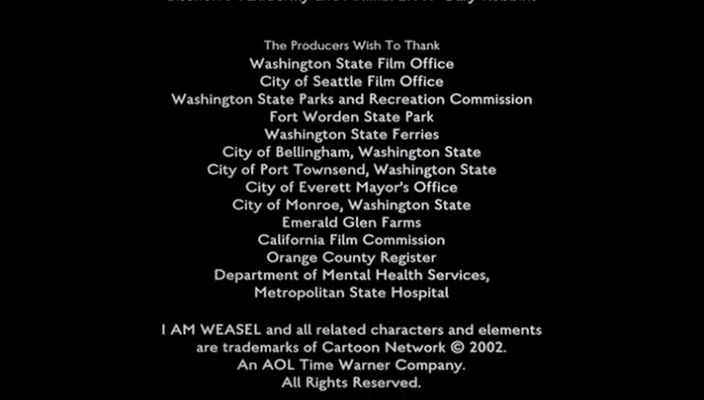 The Producers Wish To Thank
Washington State Film Office
City of Seattle Film Office
Washington State Parks and Recreation Commission
Fort Worden State Park
Washington State Ferries
City of Bellingham, Washington State
City of Port Townsend, Washington State
City of Everett Mayor's Office
City of Monroe, Washington State
Emerald Glen Farms
California Film Commission
Orange County Register
Department of Mental Health Services,
Metropolitan State Hospital
I AM WEASEL and all related characters and elements
are trademarks of Cartoon Network © 2002.
An AOL Time Warner Company.
All Rights Reserved.